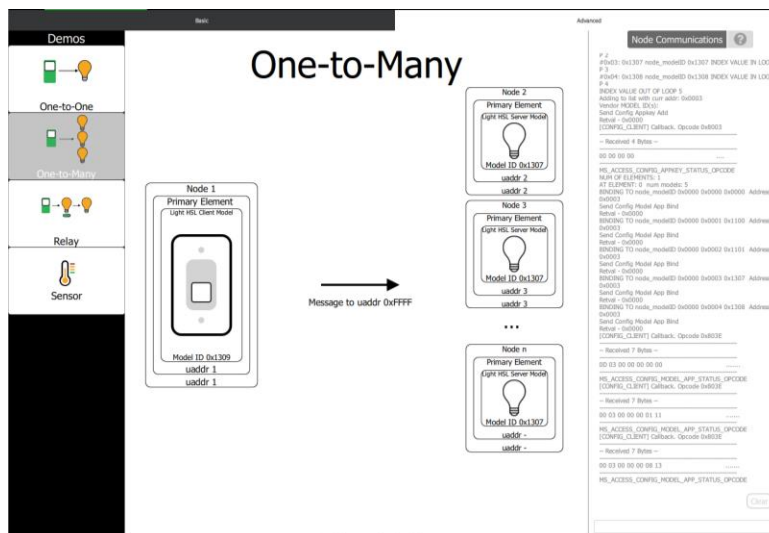 Basic
Advanced
Demos
One-to-One
One-to-Many
Relay
Sensor
One-to-Many
Node 1
Primary Element
Light HSL Client Model
Model ID 0x1309
uaddr 1
uaddr 1
Message to uaddr 0xFFFF
Node 2
Primary Element
Light HSL Server Model
Model ID 0x1307
uaddr 2
uaddr 2
Node 3
Primary Element
Light HSL Server Model
Model ID 0x1307
uaddr 3
uaddr 3
...
Node n
Primary Element
Light HSL Server Model
Model ID 0x1307
uaddr -
uaddr -
Node Communications ?
P 2
#0x03: 0x1307 node_modelID 0x1307 INDEX VALUE IN LOO
P 3
#0x04: 0x1308 node_modelID 0x1308 INDEX VALUE IN LOO
P 4
INDEX VALUE OUT OF LOOP 5
Adding to list with curr addr: 0x0003
Vendor MODEL ID(s):
Send Config Appkey Add
Retval - 0x0000
[CONFIG_CLIENT] Callback. Opcode 0x8003
-- Received 4 Bytes --
00 00 00 00 ....
MS_ACCESS_CONFIG_APPKEY_STATUS_OPCODE
NUM OF ELEMENTS: 1
AT ELEMENT: 0 num models: 5
BINDING TO node_modelID 0x0000 0x0000 0x0000 Addres
0x0003
Send Config Model App Bind
Retval - 0x0000
BINDING TO node_modelID 0x0000 0x0001 0x1100 Addres
0x0003
Send Config Model App Bind
Retval - 0x0000
BINDING TO node_modelID 0x0000 0x0002 0x1101 Addres
0x0003
Send Config Model App Bind
Retval - 0x0000
BINDING TO node_modelID 0x0000 0x0003 0x1307 Addres
0x0003
Send Config Model App Bind
Retval - 0x0000
BINDING TO node_modelID 0x0000 0x0004 0x1308 Addres
0x0003
Send Config Model App Bind
Retval - 0x0000
[CONFIG_CLIENT] Callback. Opcode 0x803E
-- Received 7 Bytes --
00 03 00 00 00 00 00 .......
MS_ACCESS_CONFIG_MODEL_APP_STATUS_OPCODE
[CONFIG_CLIENT] Callback. Opcode 0x803E
-- Received 7 Bytes --
00 03 00 00 00 01 11 .......
MS_ACCESS_CONFIG_MODEL_APP_STATUS_OPCODE
[CONFIG_CLIENT] Callback. Opcode 0x803E
-- Received 7 Bytes --
00 03 00 00 00 08 13 .......
MS_ACCESS_CONFIG_MODEL_APP_STATUS_OPCODE
Clear